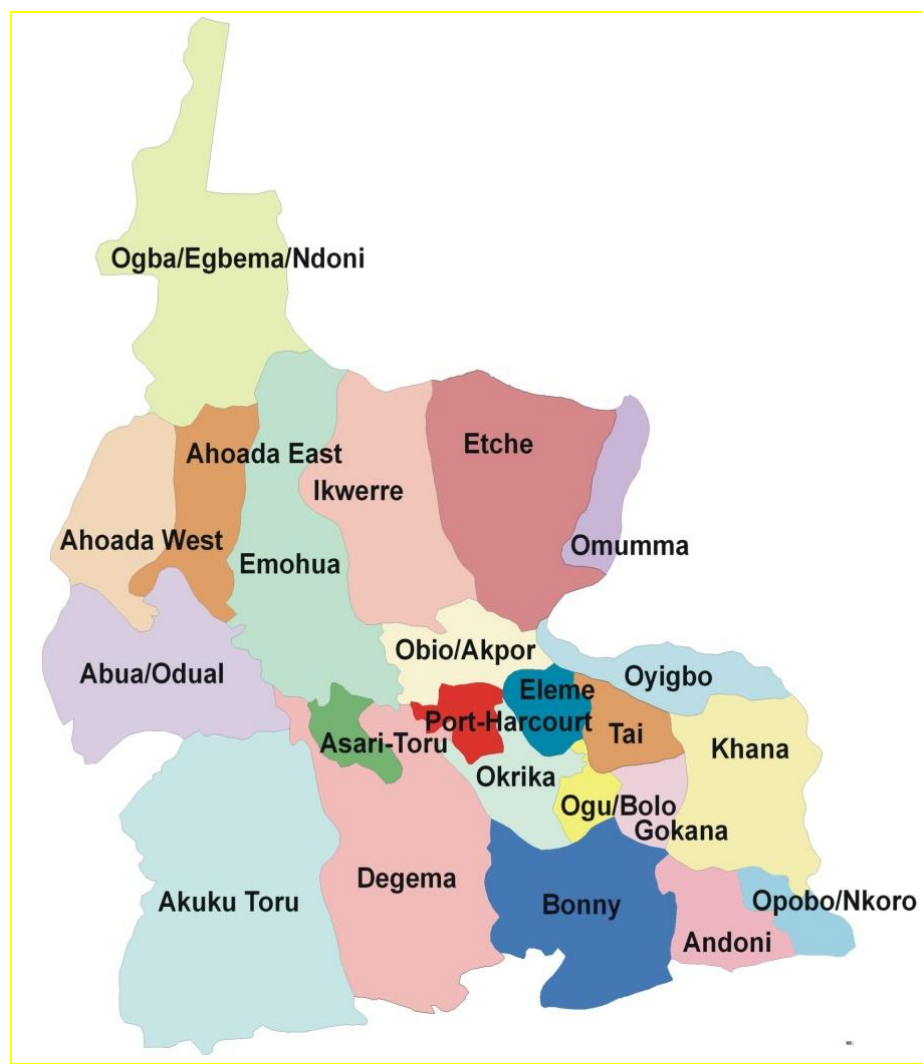 Ogba/Egbema/Ndoni
Etche
Ahoada East
Ikwerre
Ahoada West
Omumma
Emohua
Obio/Akpor
Abua/Odual
Oyigbo
Eleme
Port-Harcourt
Tai
Asari-Toru
Khana
Okrika
Ogu/Bolo
Gokana
Degema
Akuku Toru
Bonny
Opobo/Nkoro
Andoni